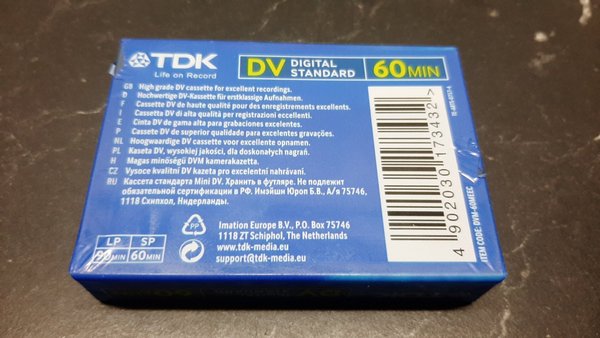 TDK
Life on Record
DV DIGITAL STANDARD 60MIN
GB High grade DV cassette for excellent recordings.
D Hochwertige DV-Kassette für erstklassige Aufnahmen.
F Cassette DV de haute qualité pour des enregistrements excellents.
I Cassetta DV di alta qualità per registrazioni eccellenti.
E Cinta DV de gama alta para grabaciones excelentes.
P Cassete DV de superior qualidade para excelentes gravações.
NL Hoogwaardige DV cassette voor excellente opnamen.
PL Kaseta DV, wysokiej jakości, dla doskonałych nagrań.
H Magas minőségű DVM kamerakazetta.
CZ Vysoce kvalitní DV kazeta pro excelentní nahrávání.
RU Кассета стандарта Mini DV. Хранить в футляре. Не подлежит
обязательной сертификации в РФ. Имэйшн Юроп Б.В., А/я 75746,
1118 Схипхол, Нидерланды.
PP
Imation Europe B.V., P.O. Box 75746
1118 ZT Schiphol, The Netherlands
www.tdk-media.eu
support@tdk-media.eu
LP SP
90MIN 60MIN
4 902030 173432
ITEM CODE: DVM-60MEEC